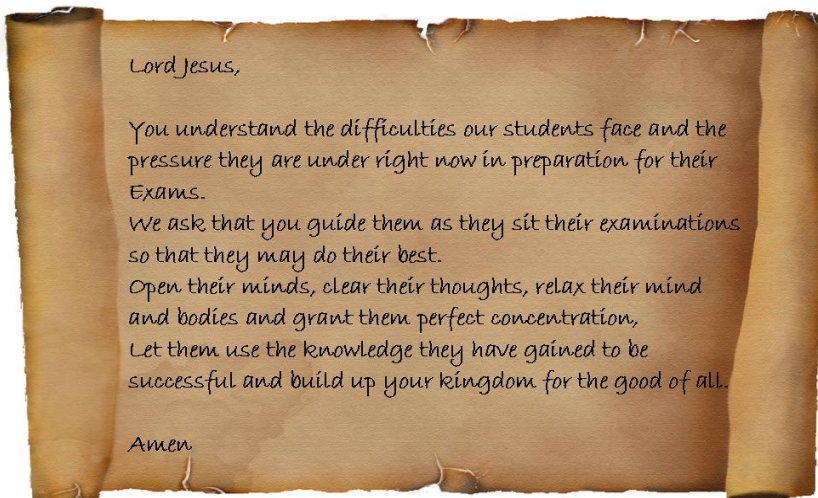 Lord Jesus,
You understand the difficulties our students face and the
pressure they are under right now in preparation for their
Exams.
We ask that you guide them as they sit their examinations
so that they may do their best.
Open their minds, clear their thoughts, relax their mind
and bodies and grant them perfect concentration,
Let them use the knowledge they have gained to be
successful and build up your kingdom for the good of all.
Amen